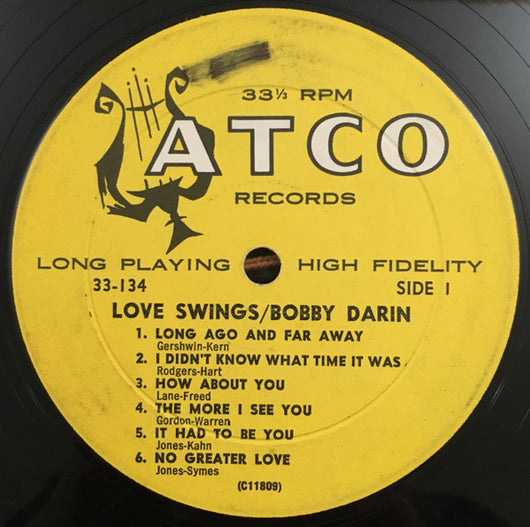 33⅓ RPM
ATCO
RECORDS
LONG PLAYING HIGH FIDELITY
33-134 SIDE 1
LOVE SWINGS/BOBBY DARIN
1. LONG AGO AND FAR AWAY
Gershwin-Kern
2. I DIDN'T KNOW WHAT TIME IT WAS
Rodgers-Hart
3. HOW ABOUT YOU
Lane-Freed
4. THE MORE I SEE YOU
Gordon-Warren
5. IT HAD TO BE YOU
Jones-Kahn
6. NO GREATER LOVE
Jones-Symes
(C11809)